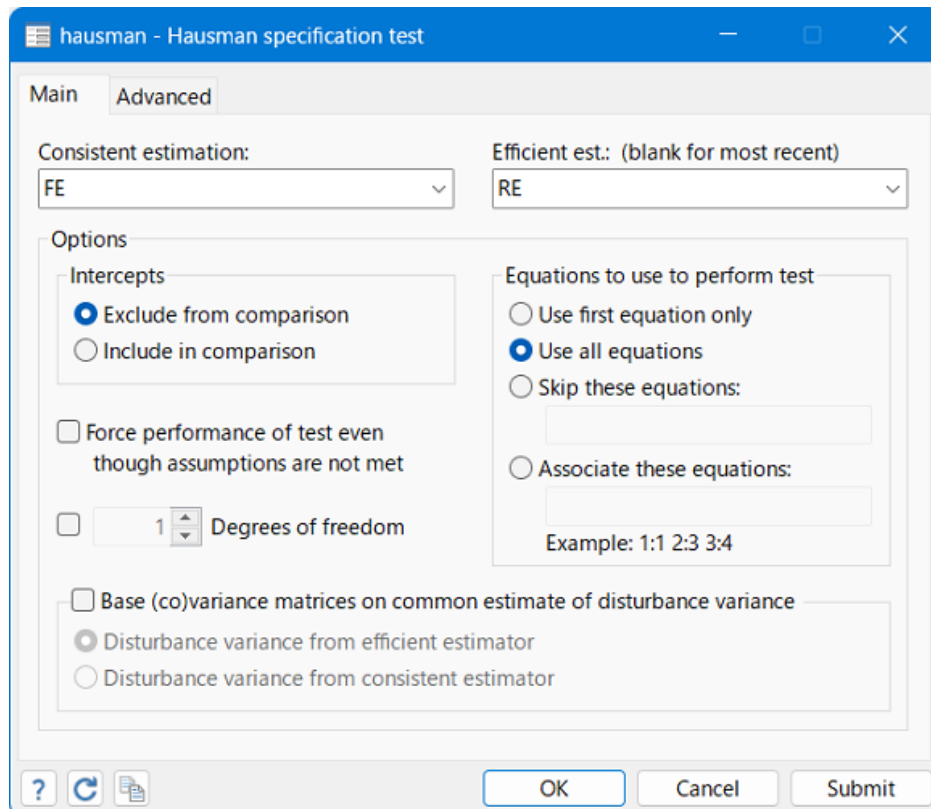 hausman - Hausman specification test
Main
Advanced
Consistent estimation:
Efficient est.: (blank for most recent)
FE
RE
Options
Intercepts
Exclude from comparison
Include in comparison
Equations to use to perform test
Use first equation only
Use all equations
Skip these equations:
Associate these equations:
Example: 1:1 2:3 3:4
Force performance of test even
though assumptions are not met
1
Degrees of freedom
Base (co)variance matrices on common estimate of disturbance variance
Disturbance variance from efficient estimator
Disturbance variance from consistent estimator
?
OK
Cancel
Submit